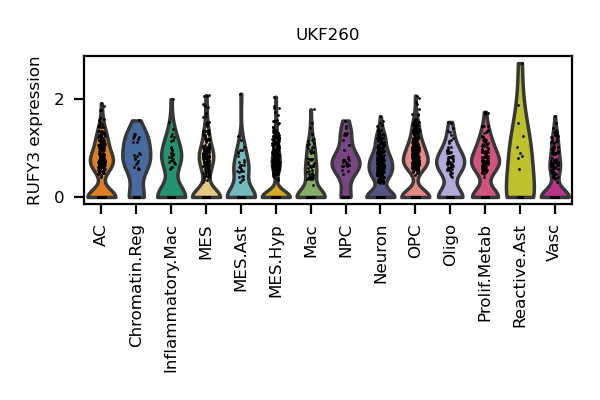 UKF260
RUFY3 expression
2
0
AC
Chromatin.Reg
Inflammatory.Mac
MES
MES.Ast
MES.Hyp
Mac
NPC
Neuron
OPC
Oligo
Prolif.Metab
Reactive.Ast
Vasc